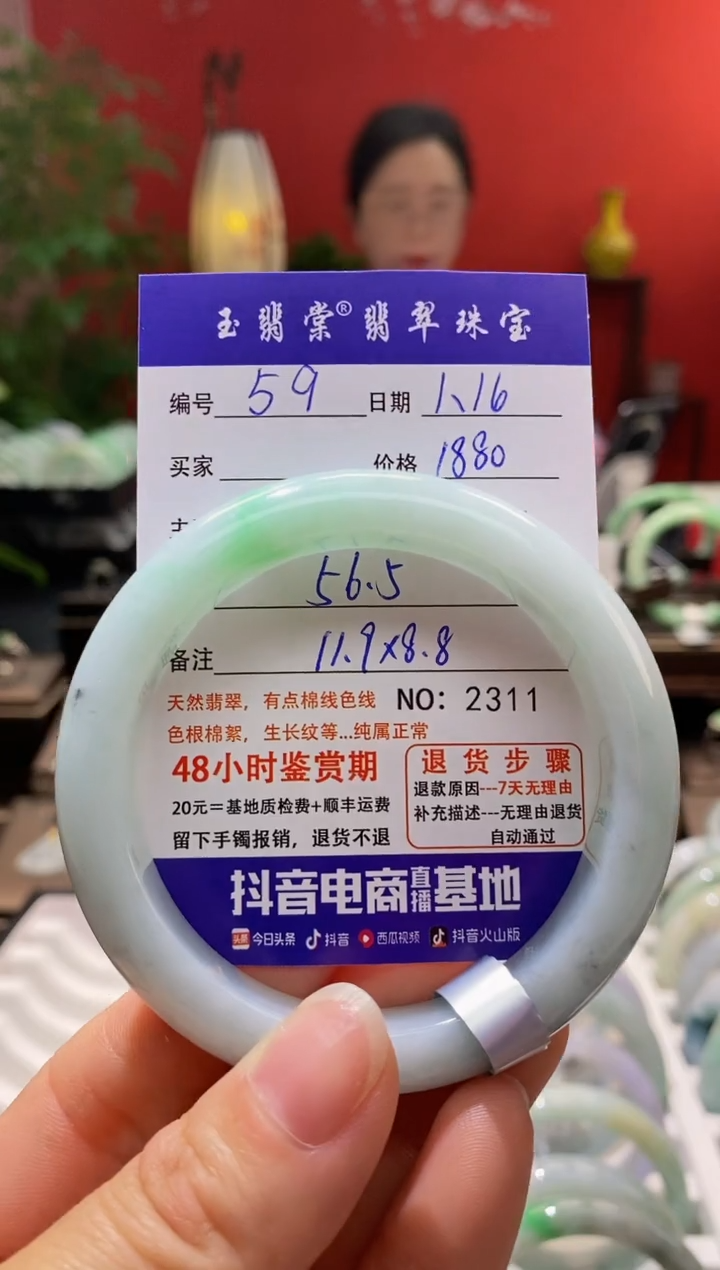 玉翡棠® 翡翠珠宝
编号 59 日期 1、16
买家 价格 1880
56.5
备注 11.9×8.8
天然翡翠，有点棉线色线 NO: 2311
色根棉絮，生长纹等...纯属正常
48小时鉴赏期
20元＝基地质检费+顺丰运费
留下手镯报销，退货不退
退货步骤
退款原因---7天无理由
补充描述---无理由退货
自动通过
抖音电商直播基地
头条 今日头条 抖音 西瓜视频 抖音火山版